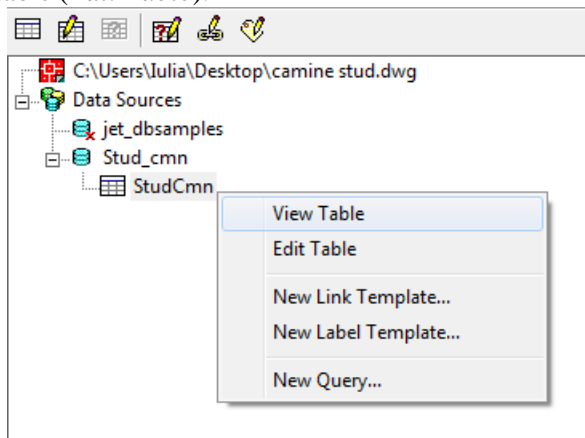 C:\Users\Iulia\Desktop\camine stud.dwg
Data Sources
jet_dbsamples
Stud_cmn
StudCmn
View Table
Edit Table
New Link Template...
New Label Template...
New Query...